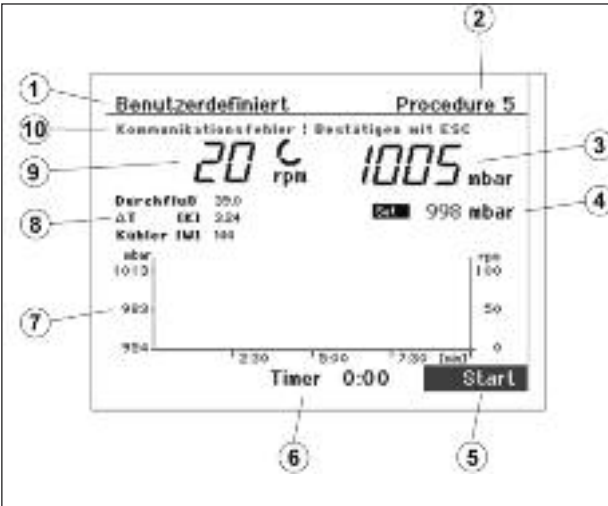 2
1
Benutzerdefiniert Procedure 5
10
Kommunikationsfehler ! Bestätigen mit ESC
9
20 rpm 1005 mbar
3
Durchfluß 39.0
Set 998 mbar
4
8
ΔT [K] 3.24
Kühler [W] 144
mbar rpm
1013 100
7
983 50
954 0
2:30 5:00 7:30 [min]
Timer 0:00 Start
6
5